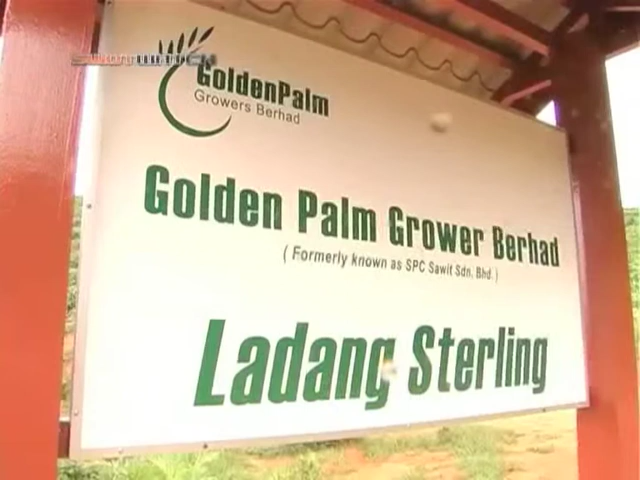 GoldenPalm
Growers Berhad
Golden Palm Grower Berhad
( Formerly known as SPC Sawit Sdn. Bhd. )
Ladang Sterling